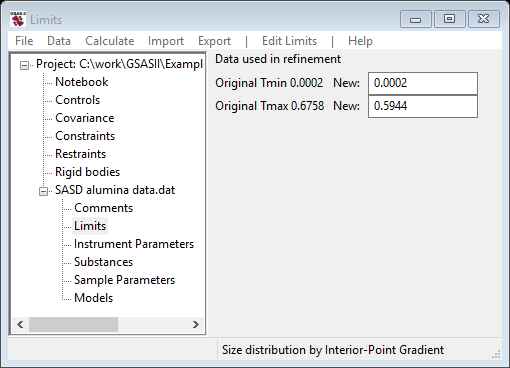 Limits
File Data Calculate Import Export | Edit Limits | Help
Project: C:\work\GSASII\Exampl
Notebook
Controls
Covariance
Constraints
Restraints
Rigid bodies
SASD alumina data.dat
Comments
Limits
Instrument Parameters
Substances
Sample Parameters
Models
Data used in refinement
Original Tmin 0.0002 New: 0.0002
Original Tmax 0.6758 New: 0.5944
Size distribution by Interior-Point Gradient